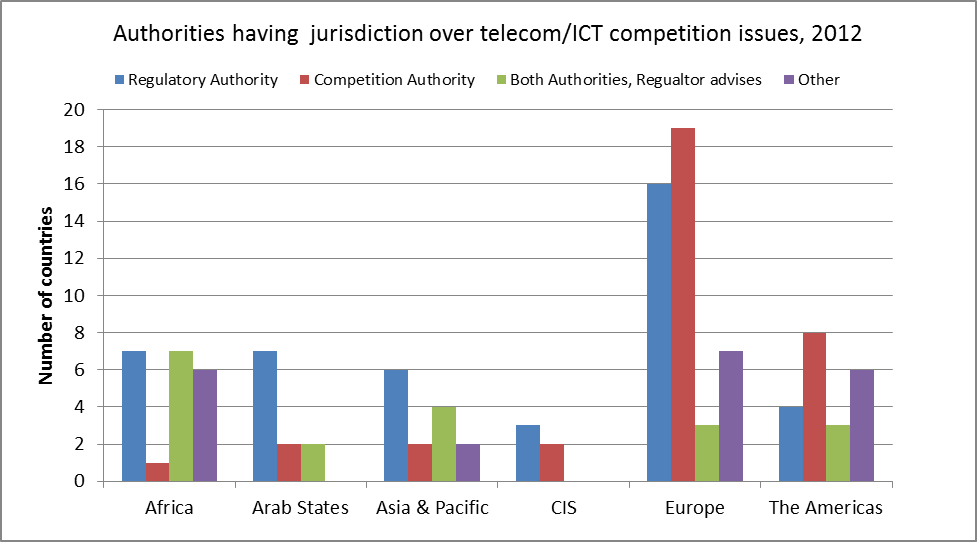 Authorities having  jurisdiction over telecom/ICT competition issues, 2012
Regulatory Authority Competition Authority Both Authorities, Regualtor advises Other
Number of countries
20
18
16
14
12
10
8
6
4
2
0
Africa Arab States Asia & Pacific CIS Europe The Americas